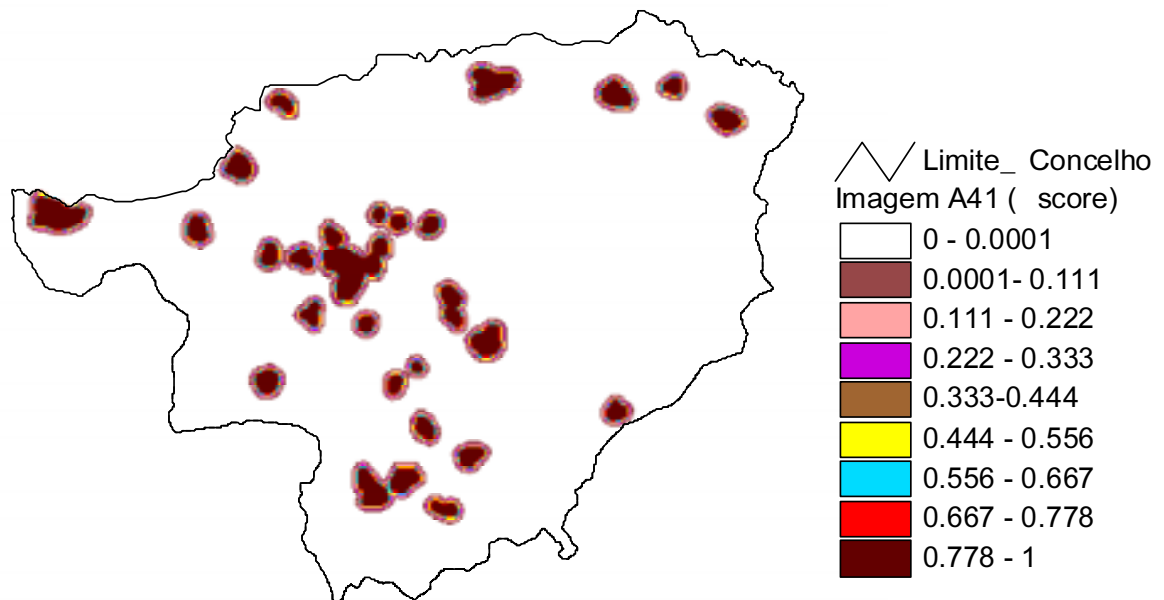 Limite_ Concelho
Imagem A41 ( score)
0 - 0.0001
0.0001- 0.111
0.111 - 0.222
0.222 - 0.333
0.333-0.444
0.444 - 0.556
0.556 - 0.667
0.667 - 0.778
0.778 - 1